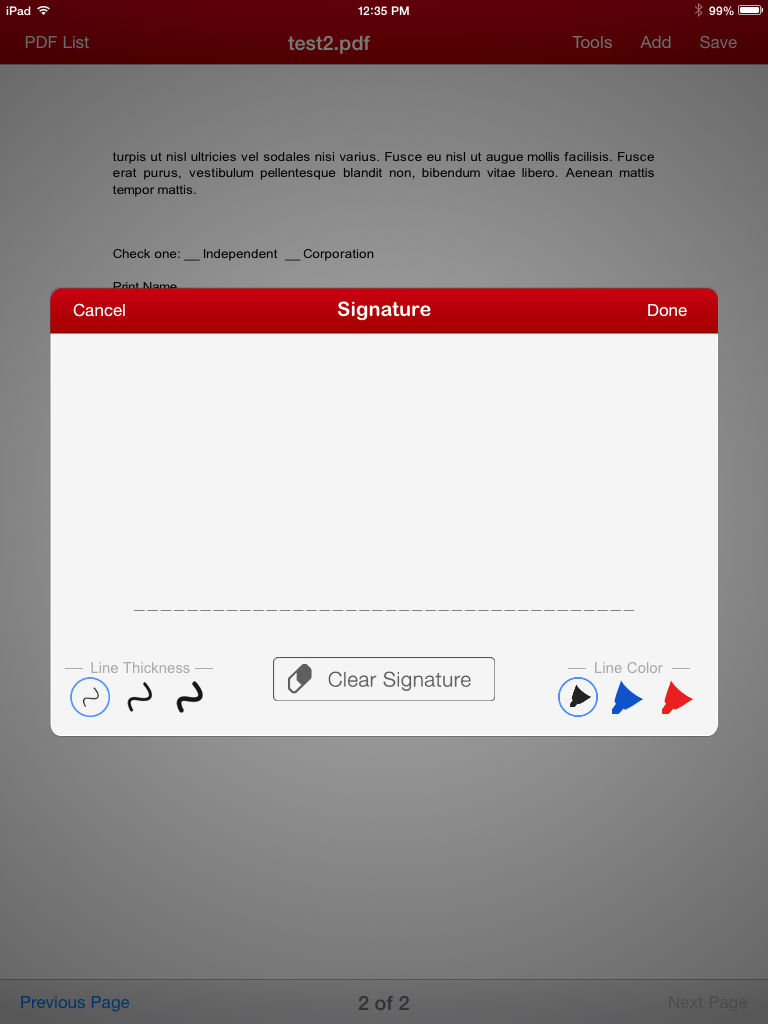 iPad 12:35 PM 99%
PDF List test2.pdf Tools Add Save
turpis ut nisl ultricies vel sodales nisi varius. Fusce eu nisl ut augue mollis facilisis. Fusce
erat purus, vestibulum pellentesque blandit non, bibendum vitae libero. Aenean mattis
tempor mattis.
Check one: __ Independent __ Corporation
Print Name
Cancel Signature Done
Line Thickness
Clear Signature
Line Color
Previous Page 2 of 2 Next Page